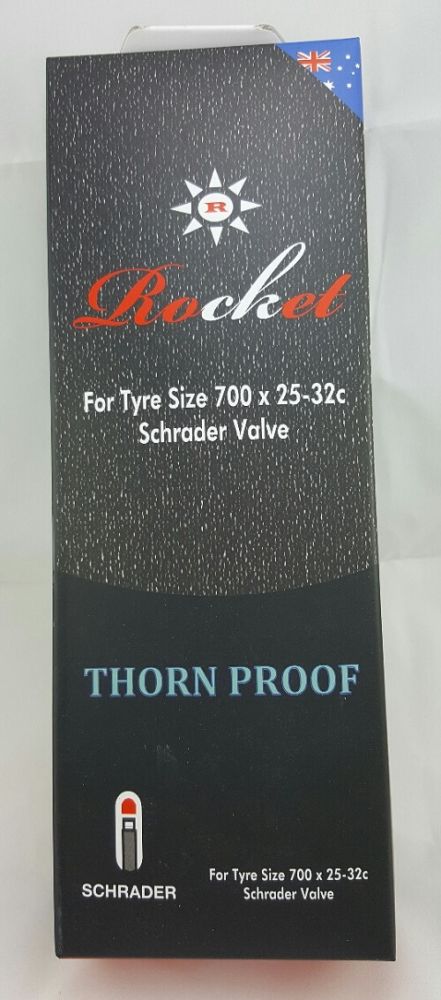 R
Rocket
For Tyre Size 700 x 25-32c
Schrader Valve
THORN PROOF
SCHRADER
For Tyre Size 700 x 25-32c
Schrader Valve